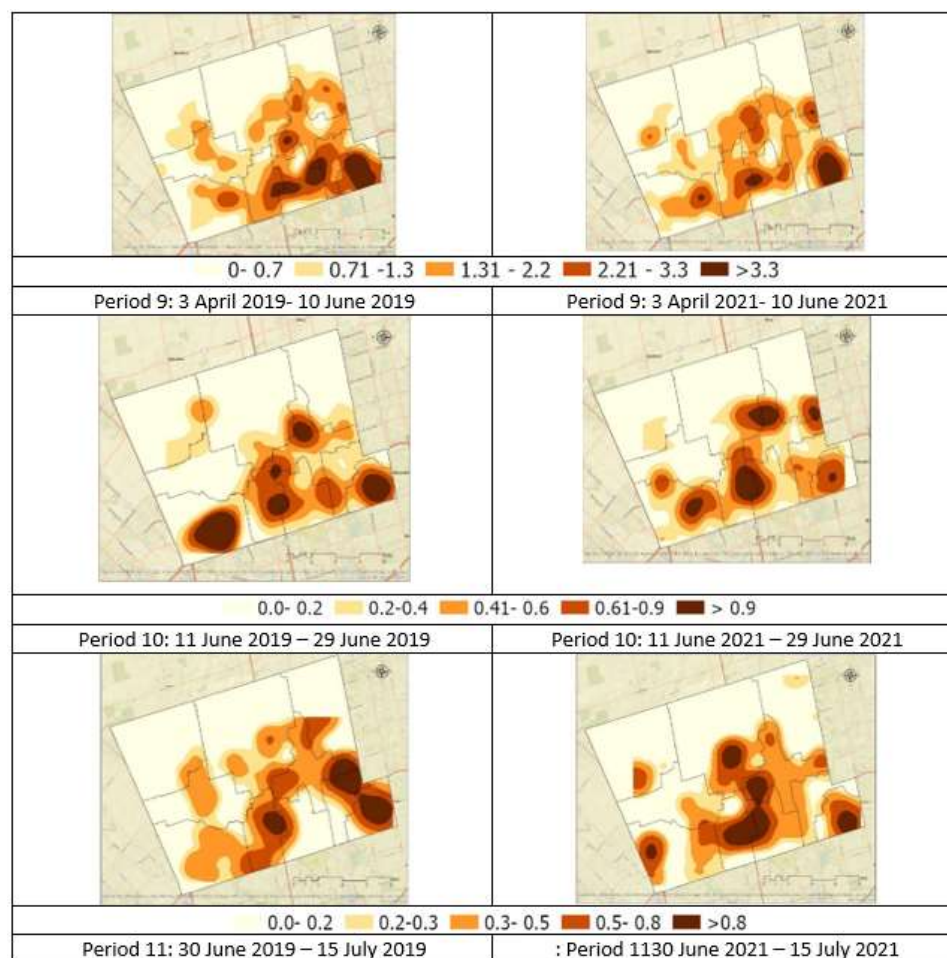 0- 0.7 0.71 -1.3 1.31 - 2.2 2.21 - 3.3 >3.3
Period 9: 3 April 2019- 10 June 2019 Period 9: 3 April 2021- 10 June 2021
0.0- 0.2 0.2-0.4 0.41- 0.6 0.61-0.9 > 0.9
Period 10: 11 June 2019 – 29 June 2019 Period 10: 11 June 2021 – 29 June 2021
0.0- 0.2 0.2-0.3 0.3- 0.5 0.5- 0.8 >0.8
Period 11: 30 June 2019 – 15 July 2019 : Period 1130 June 2021 – 15 July 2021